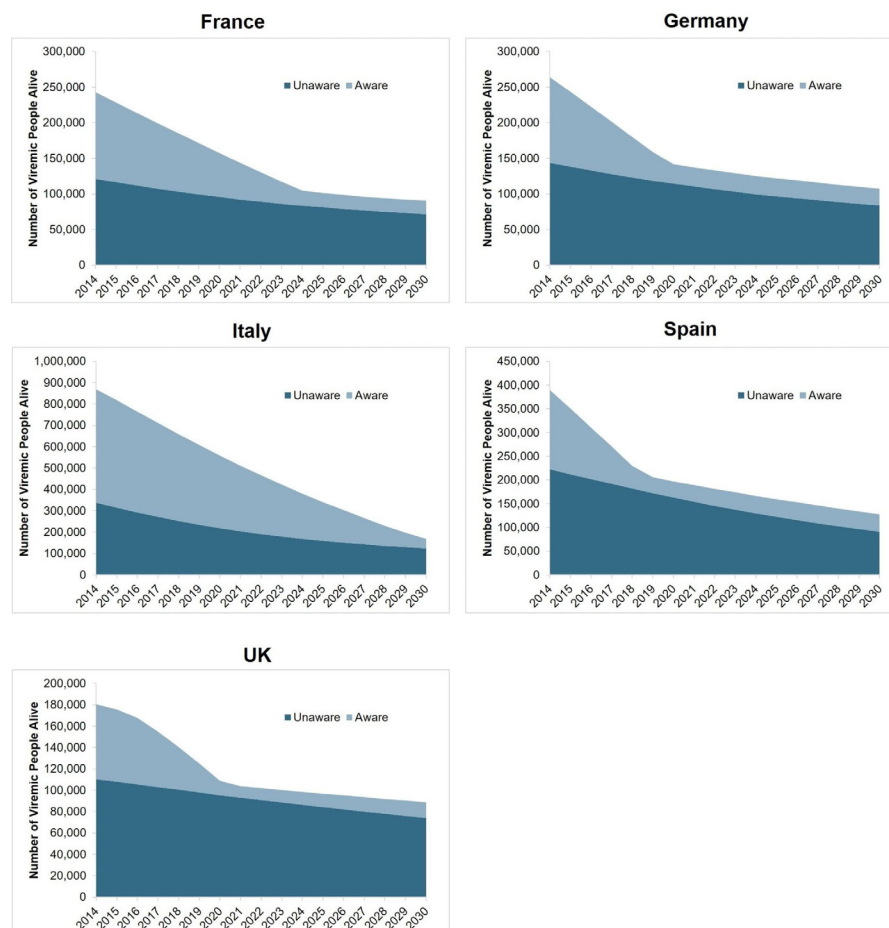 France
Number of Viremic People Alive
300,000
250,000
200,000
150,000
100,000
50,000
0
Unaware Aware
2014 2015 2016 2017 2018 2019 2020 2021 2022 2023 2024 2025 2026 2027 2028 2029 2030
Germany
Number of Viremic People Alive
300,000
250,000
200,000
150,000
100,000
50,000
0
Unaware Aware
2014 2015 2016 2017 2018 2019 2020 2021 2022 2023 2024 2025 2026 2027 2028 2029 2030
Italy
Number of Viremic People Alive
1,000,000
900,000
800,000
700,000
600,000
500,000
400,000
300,000
200,000
100,000
0
Unaware Aware
2014 2015 2016 2017 2018 2019 2020 2021 2022 2023 2024 2025 2026 2027 2028 2029 2030
Spain
Number of Viremic People Alive
450,000
400,000
350,000
300,000
250,000
200,000
150,000
100,000
50,000
0
Unaware Aware
2014 2015 2016 2017 2018 2019 2020 2021 2022 2023 2024 2025 2026 2027 2028 2029 2030
UK
Number of Viremic People Alive
200,000
180,000
160,000
140,000
120,000
100,000
80,000
60,000
40,000
20,000
0
Unaware Aware
2014 2015 2016 2017 2018 2019 2020 2021 2022 2023 2024 2025 2026 2027 2028 2029 2030